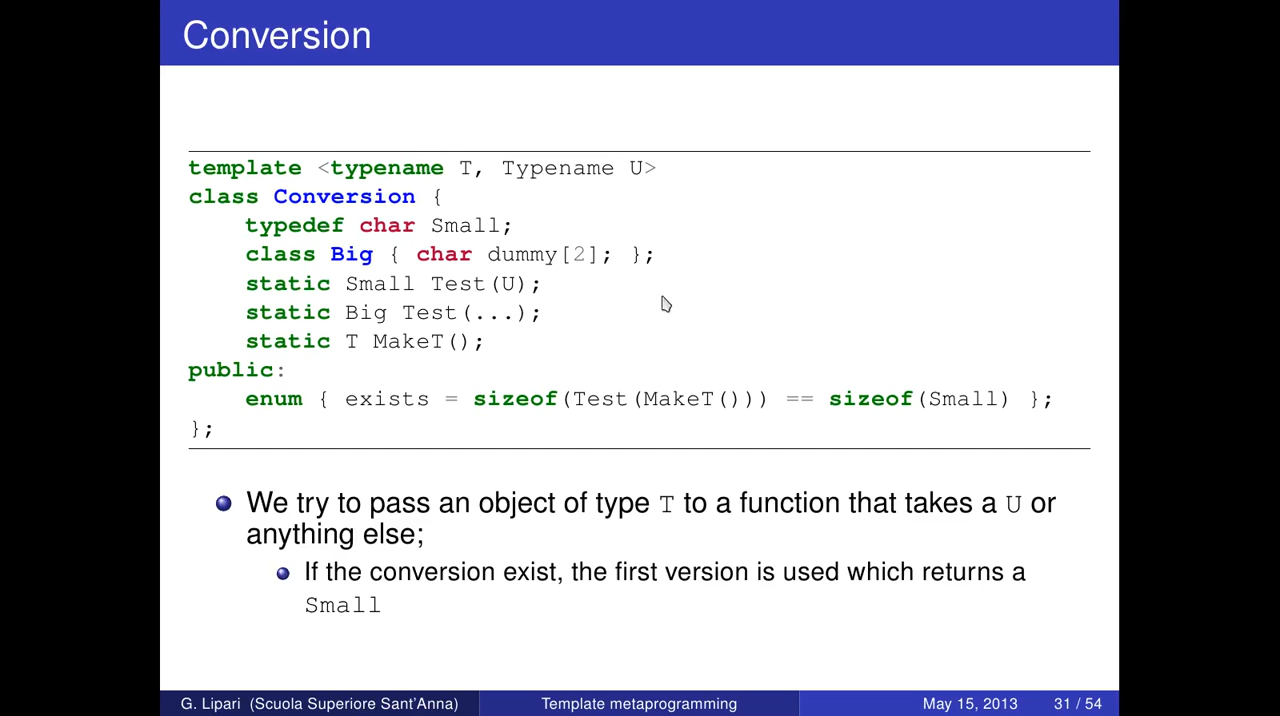 Conversion
template <typename T, Typename U>
class Conversion {
typedef char Small;
class Big { char dummy[2]; };
static Small Test(U);
static Big Test(...);
static T MakeT();
public:
enum { exists = sizeof(Test(MakeT())) == sizeof(Small) };
};
We try to pass an object of type T to a function that takes a U or
anything else;
If the conversion exist, the first version is used which returns a
Small
G. Lipari (Scuola Superiore Sant'Anna) Template metaprogramming May 15, 2013 31 / 54